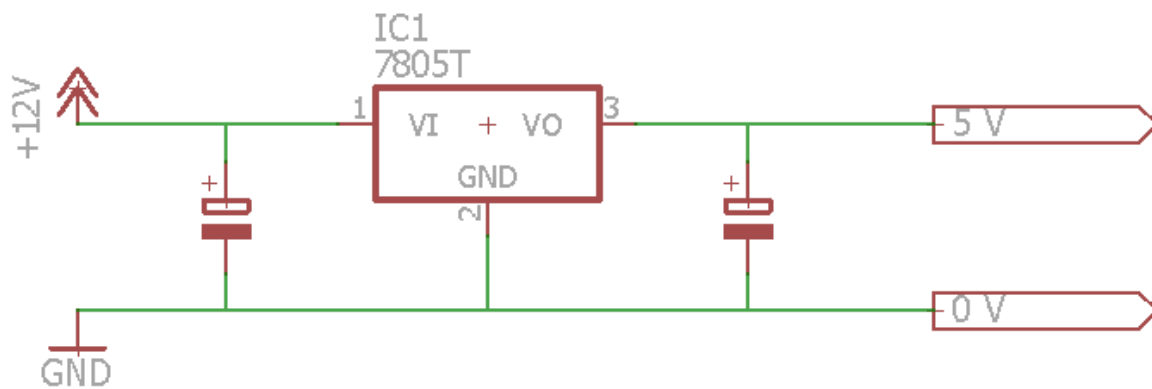 IC1
7805T
+12V
1
VI
VO
3
GND
2
5 V
+
+
0 V
GND